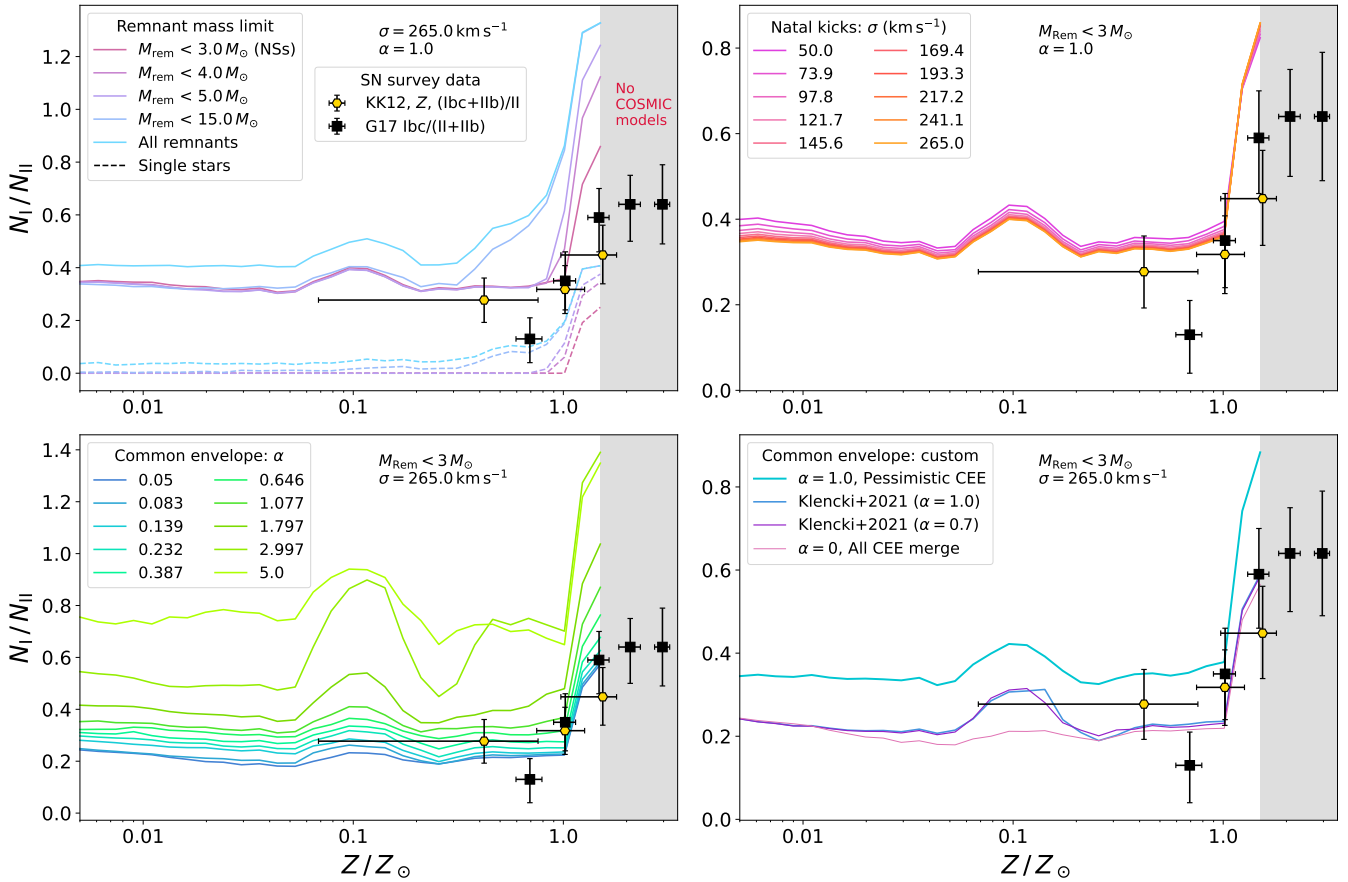 Remnant mass limit
M_rem < 3.0 M_⊙ (NSs)
M_rem < 4.0 M_⊙
M_rem < 5.0 M_⊙
M_rem < 15.0 M_⊙
All remnants
Single stars
σ = 265.0 km s⁻¹
α = 1.0
SN survey data
KK12, Z, (Ibc+IIb)/II
G17 Ibc/(II+IIb)
No
COSMIC
models
N_I / N_II
1.2
1.0
0.8
0.6
0.4
0.2
0.0
0.01
0.1
1.0
Natal kicks: σ (km s⁻¹)
50.0
73.9
97.8
121.7
145.6
169.4
193.3
217.2
241.1
265.0
M_Rem < 3 M_⊙
α = 1.0
0.8
0.6
0.4
0.2
0.0
0.01
0.1
1.0
Common envelope: α
0.05
0.083
0.139
0.232
0.387
0.646
1.077
1.797
2.997
5.0
M_Rem < 3 M_⊙
σ = 265.0 km s⁻¹
N_I / N_II
1.4
1.2
1.0
0.8
0.6
0.4
0.2
0.0
0.01
0.1
1.0
Z / Z_⊙
Common envelope: custom
α = 1.0, Pessimistic CEE
Klencki+2021 (α = 1.0)
Klencki+2021 (α = 0.7)
α = 0, All CEE merge
M_Rem < 3 M_⊙
σ = 265.0 km s⁻¹
0.8
0.6
0.4
0.2
0.0
0.01
0.1
1.0
Z / Z_⊙